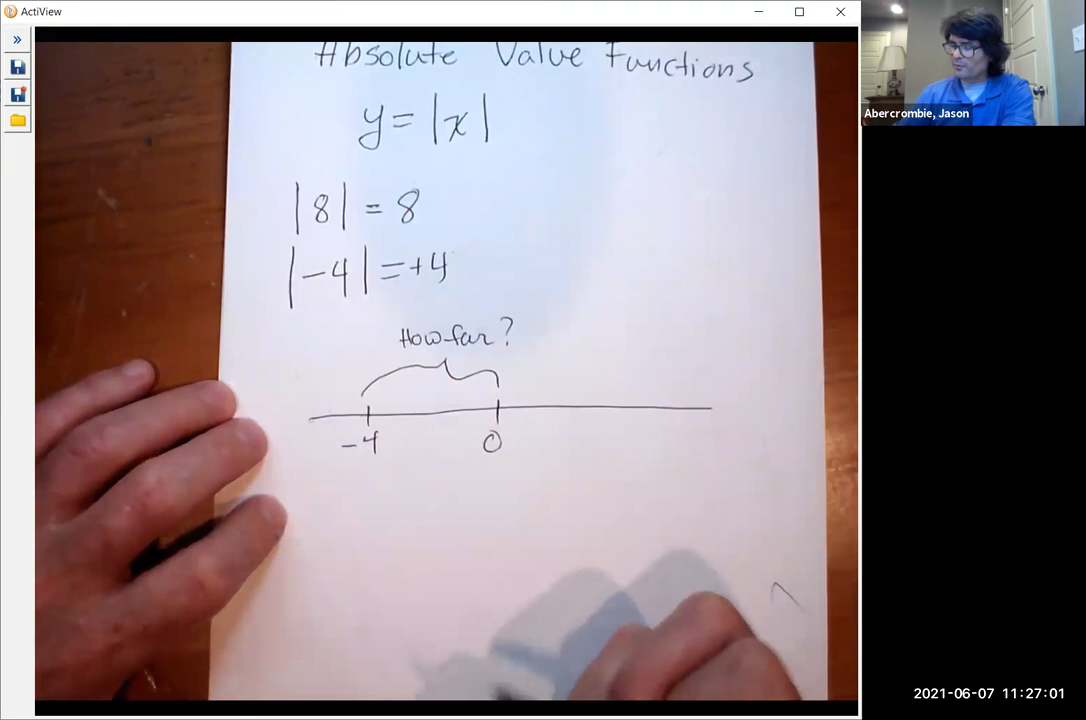 ActiView
Absolute Value Functions
y = |x|
|8| = 8
|-4| = +4
How far?
-4 0
Abercrombie, Jason
2021-06-07 11:27:01